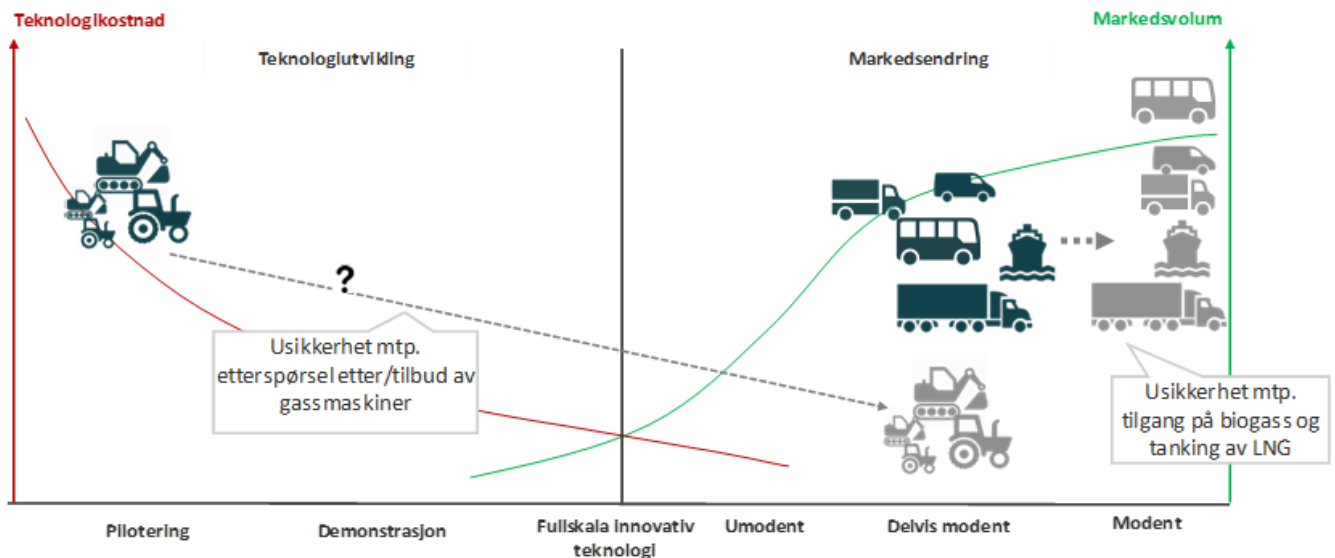 Teknologikostnad
Markedsvolum
Teknologiutvikling
Markedsendring
?
Usikkerhet mtp.
etterspørsel etter/tilbud av
gassmaskiner
Usikkerhet mtp.
tilgang på biogass og
tanking av LNG
Pilotering
Demonstrasjon
Fullskala innovativ
teknologi
Umodent
Delvis modent
Modent